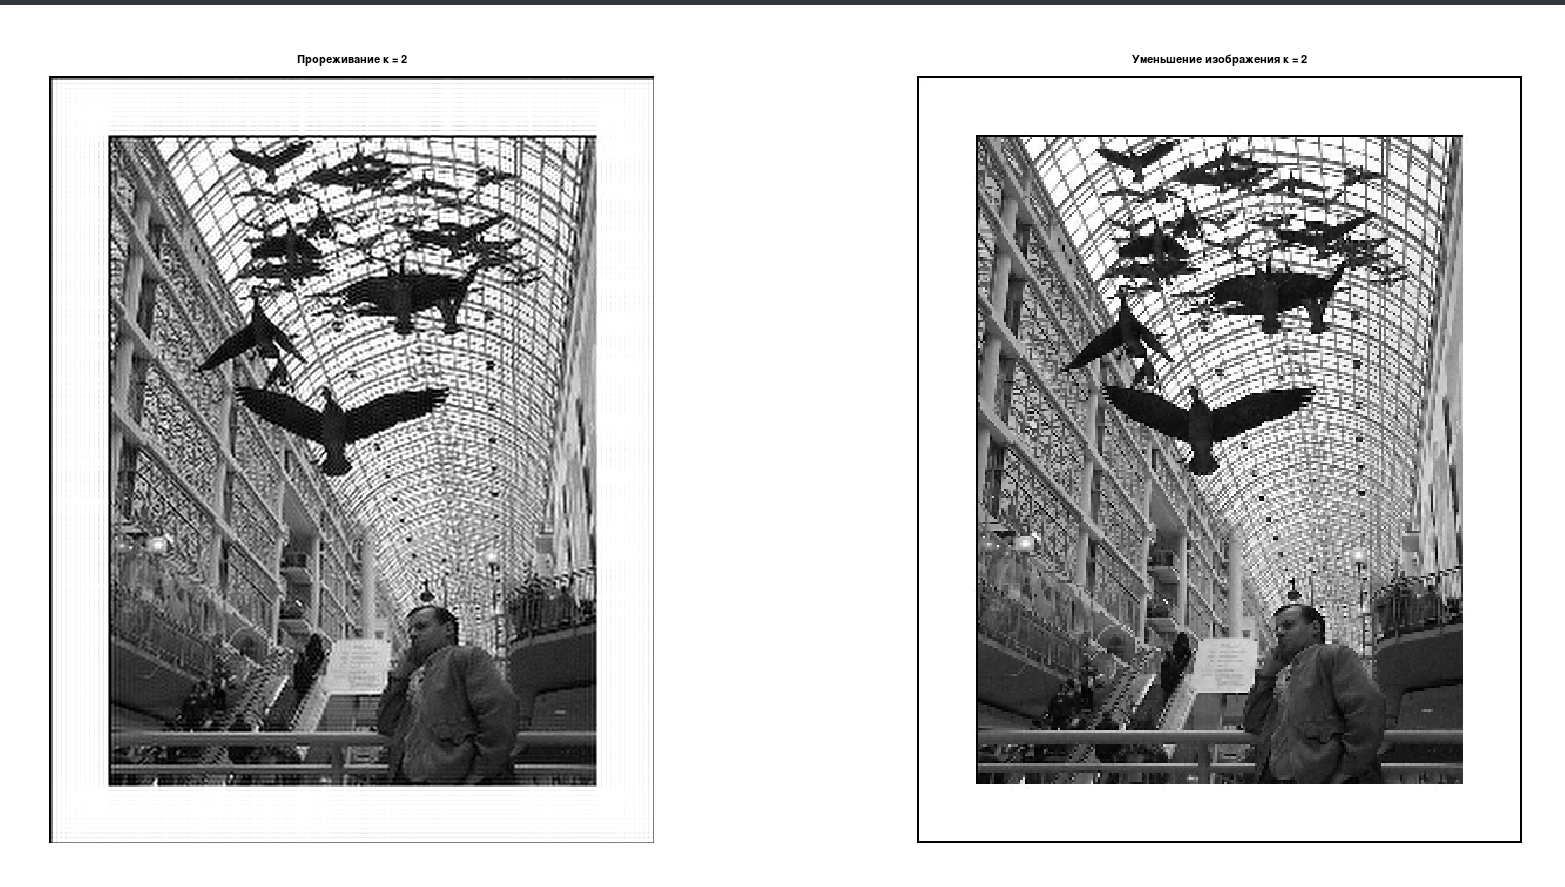 Прореживание к = 2
Уменьшение изображения к = 2